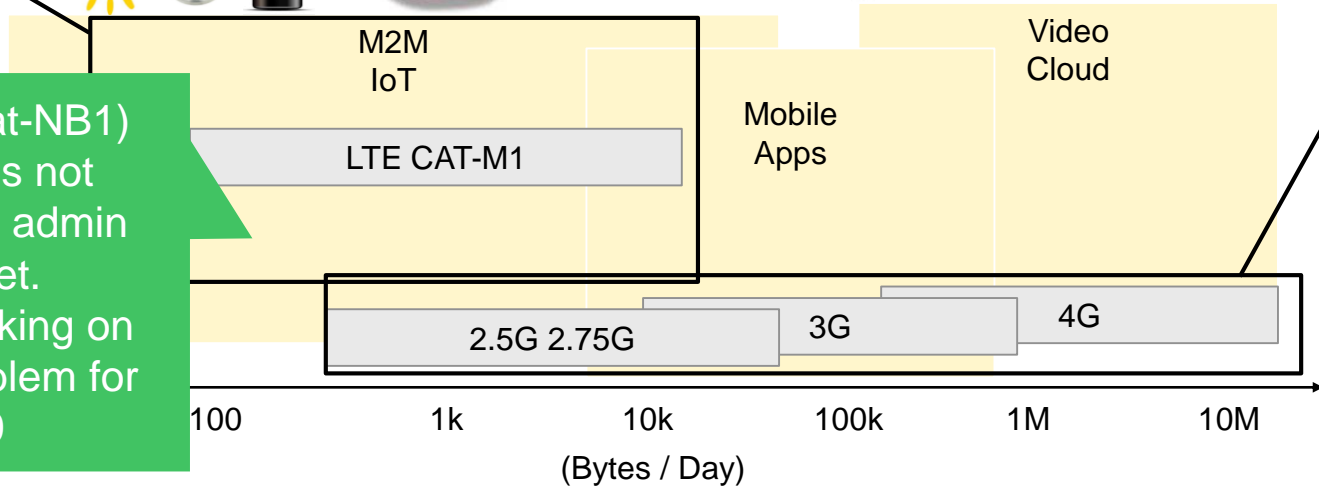 M2M
IoT
Video
Cloud
Mobile
Apps
LTE CAT-M1
at-NB1)
s not
admin
et.
king on
olem for
2.5G 2.75G
3G
4G
100
1k
10k
100k
1M
10M
(Bytes / Day)